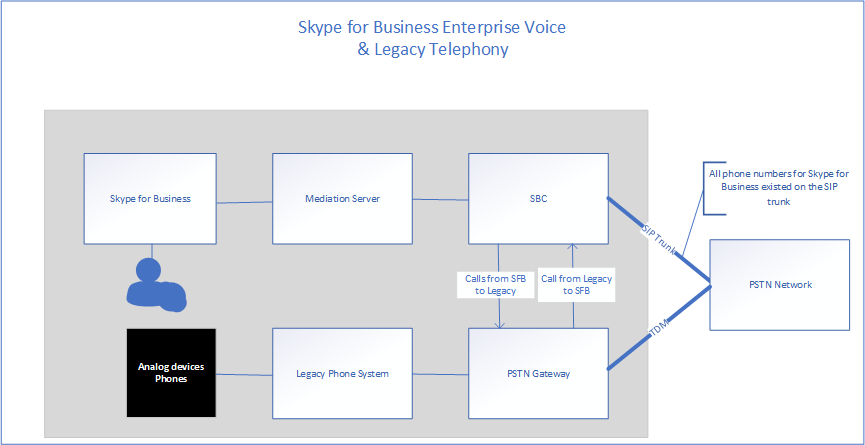 Skype for Business Enterprise Voice
& Legacy Telephony
Skype for Business
Mediation Server
SBC
All phone numbers for Skype for
Business existed on the SIP
trunk
SIP Trunk
Calls from SFB
to Legacy
Call from Legacy
to SFB
PSTN Network
TDM
Analog devices
Phones
Legacy Phone System
PSTN Gateway